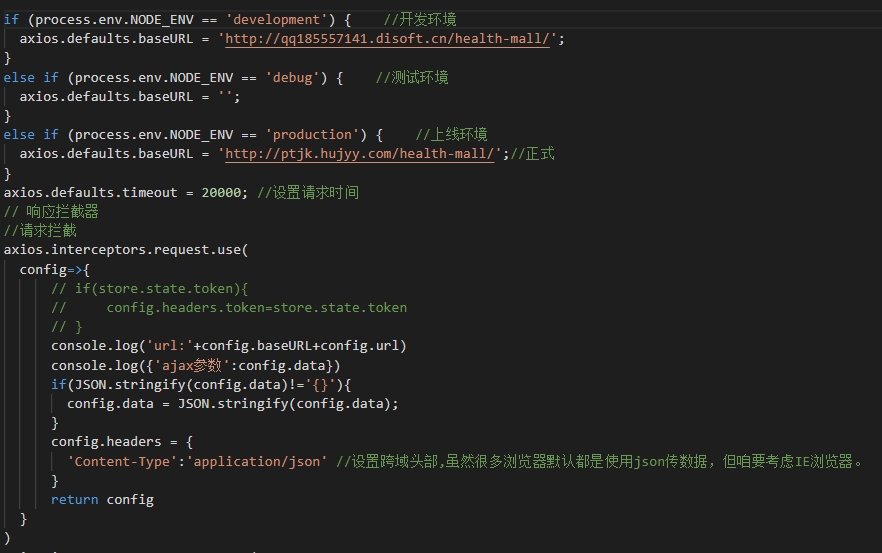 if (process.env.NODE_ENV == 'development') {    //开发环境
  axios.defaults.baseURL = 'http://qq185557141.disoft.cn/health-mall/';
}
else if (process.env.NODE_ENV == 'debug') {    //测试环境
  axios.defaults.baseURL = '';
}
else if (process.env.NODE_ENV == 'production') {    //上线环境
  axios.defaults.baseURL = 'http://ptjk.hujyy.com/health-mall/';//正式
}
axios.defaults.timeout = 20000; //设置请求时间
// 响应拦截器
//请求拦截
axios.interceptors.request.use(
  config=>{
      // if(store.state.token){
      //     config.headers.token=store.state.token
      // }
      console.log('url:'+config.baseURL+config.url)
      console.log({'ajax参数':config.data})
      if(JSON.stringify(config.data)!='{}'){
        config.data = JSON.stringify(config.data);
      }
      config.headers = {
        'Content-Type':'application/json' //设置跨域头部,虽然很多浏览器默认都是使用json传数据，但咱要考虑IE浏览器。
      }
      return config
  }
)